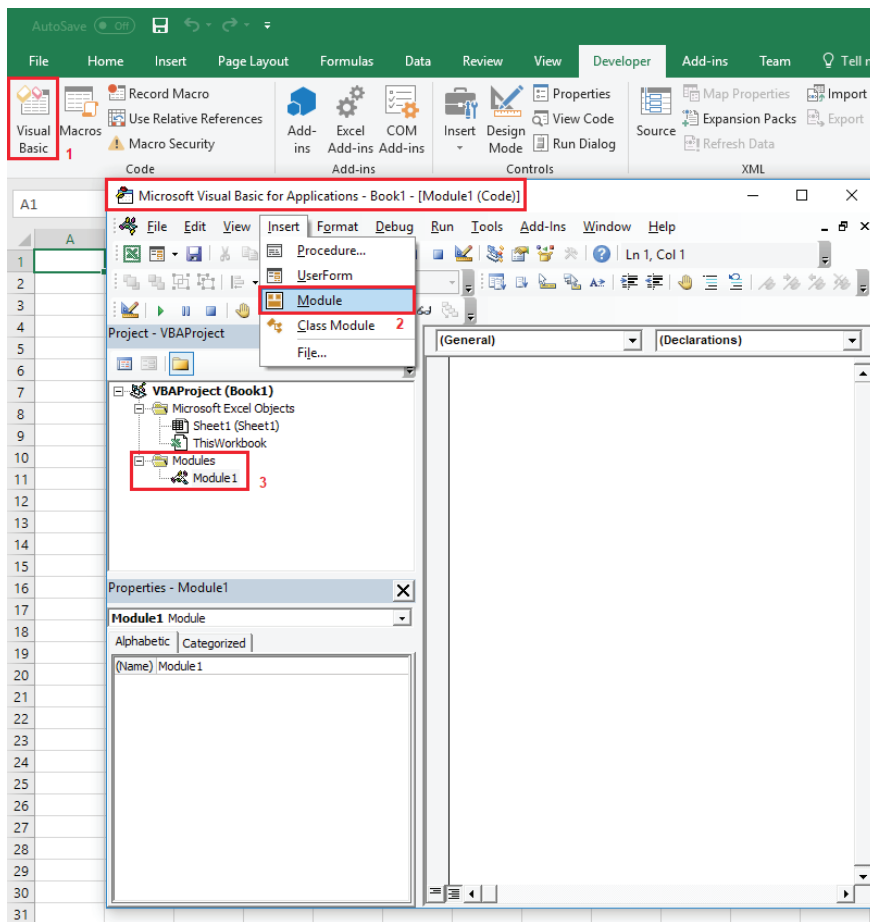 AutoSave Off
File Home Insert Page Layout Formulas Data Review View Developer Add-ins Team Tell
Visual Basic
Macros
1
Record Macro
Use Relative References
Macro Security
Code
Add-ins
Excel Add-ins
COM Add-ins
Add-ins
Insert
Design Mode
Properties
View Code
Run Dialog
Controls
Source
Map Properties
Expansion Packs
Refresh Data
Import
Export
XML
A1
A
Microsoft Visual Basic for Applications - Book1 - [Module1 (Code)]
File Edit View Insert Format Debug Run Tools Add-Ins Window Help
Procedure...
UserForm
Module
2
Class Module
File...
Ln 1, Col 1
Project - VBAProject
VBAProject (Book1)
Microsoft Excel Objects
Sheet1 (Sheet1)
ThisWorkbook
Modules
Module1
3
Properties - Module1
Module1 Module
Alphabetic Categorized
(Name) Module1
(General)
(Declarations)
1
2
3
4
5
6
7
8
9
10
11
12
13
14
15
16
17
18
19
20
21
22
23
24
25
26
27
28
29
30
31